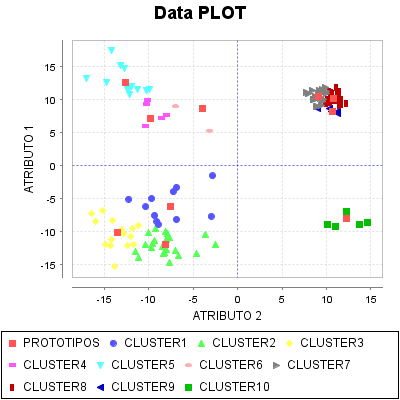 Data PLOT
ATRIBUTO 1
15
10
5
0
-5
-10
-15
-15 -10 -5 0 5 10 15
ATRIBUTO 2
PROTOTIPOS CLUSTER1 CLUSTER2 CLUSTER3
CLUSTER4 CLUSTER5 CLUSTER6 CLUSTER7
CLUSTER8 CLUSTER9 CLUSTER10